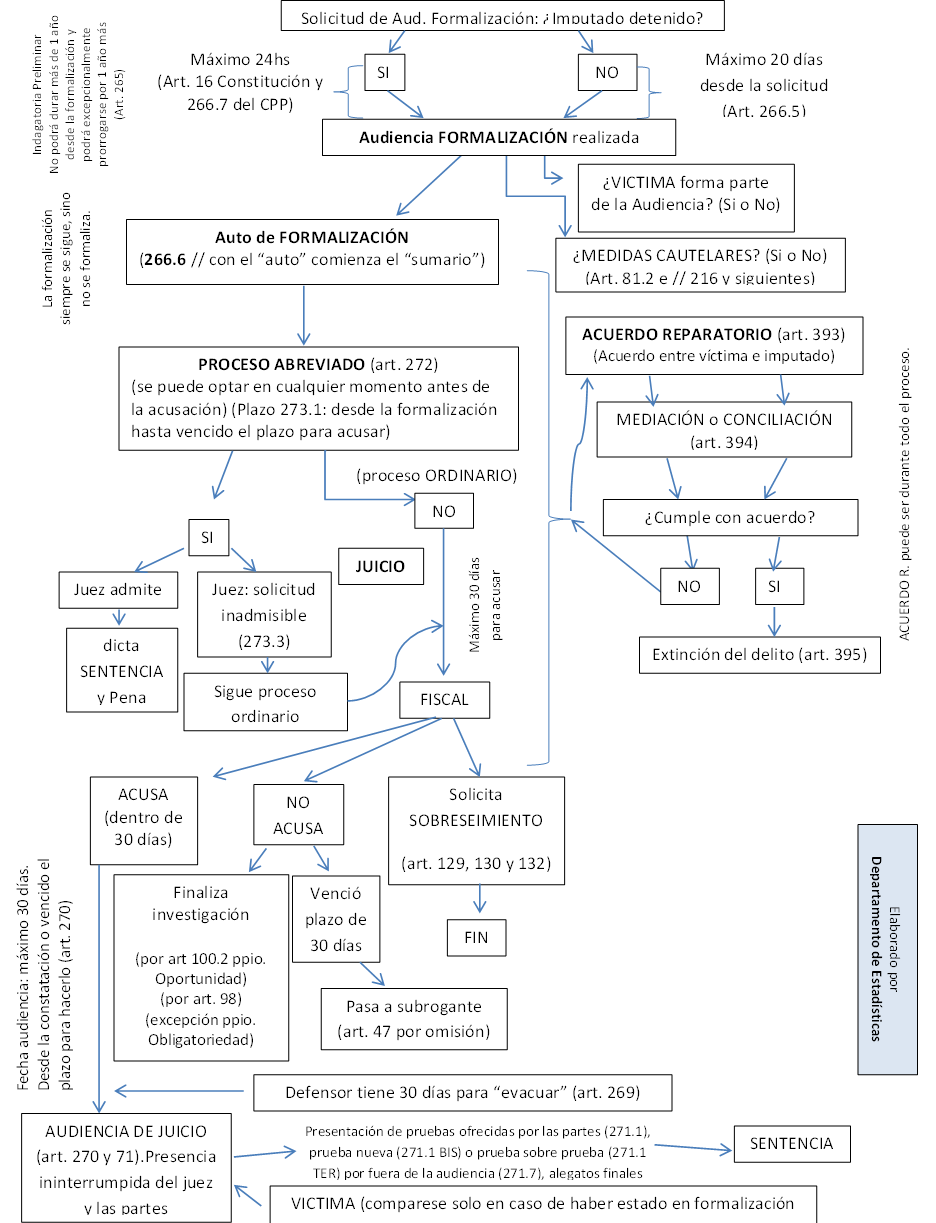 Solicitud de Aud. Formalización: ¿Imputado detenido?
Indagatoria Preliminar
No podrá durar más de 1 año
desde la formalización y
podrá excepcionalmente
prorrogarse por 1 año más
(Art. 265)
Máximo 24hs
(Art. 16 Constitución y
266.7 del CPP)
SI
NO
Máximo 20 días
desde la solicitud
(Art. 266.5)
Audiencia FORMALIZACIÓN realizada
¿VICTIMA forma parte
de la Audiencia? (Si o No)
La formalización
siempre se sigue, sino
no se formaliza.
Auto de FORMALIZACIÓN
(266.6 // con el “auto” comienza el “sumario”)
¿MEDIDAS CAUTELARES? (Si o No)
(Art. 81.2 e // 216 y siguientes)
PROCESO ABREVIADO (art. 272)
(se puede optar en cualquier momento antes de
la acusación) (Plazo 273.1: desde la formalización
hasta vencido el plazo para acusar)
ACUERDO REPARATORIO (art. 393)
(Acuerdo entre víctima e imputado)
MEDIACIÓN o CONCILIACIÓN
(art. 394)
¿Cumple con acuerdo?
NO
SI
Extinción del delito (art. 395)
ACUERDO R. puede ser durante todo el proceso.
(proceso ORDINARIO)
NO
SI
JUICIO
Juez admite
dicta
SENTENCIA
y Pena
Juez: solicitud
inadmisible
(273.3)
Sigue proceso
ordinario
Máximo 30 días
para acusar
FISCAL
ACUSA
(dentro de
30 días)
NO
ACUSA
Solicita
SOBRESEIMIENTO
(art. 129, 130 y 132)
FIN
Finaliza
investigación
(por art 100.2 ppio.
Oportunidad)
(por art. 98)
(excepción ppio.
Obligatoriedad)
Venció
plazo de
30 días
Pasa a subrogante
(art. 47 por omisión)
Elaborado por
Departamento de Estadísticas
Fecha audiencia: máximo 30 días.
Desde la constatación o vencido el
plazo para hacerlo (art. 270)
Defensor tiene 30 días para “evacuar” (art. 269)
AUDIENCIA DE JUICIO
(art. 270 y 71).Presencia
ininterrumpida del juez
y las partes
Presentación de pruebas ofrecidas por las partes (271.1),
prueba nueva (271.1 BIS) o prueba sobre prueba (271.1
TER) por fuera de la audiencia (271.7), alegatos finales
SENTENCIA
VICTIMA (comparese solo en caso de haber estado en formalización